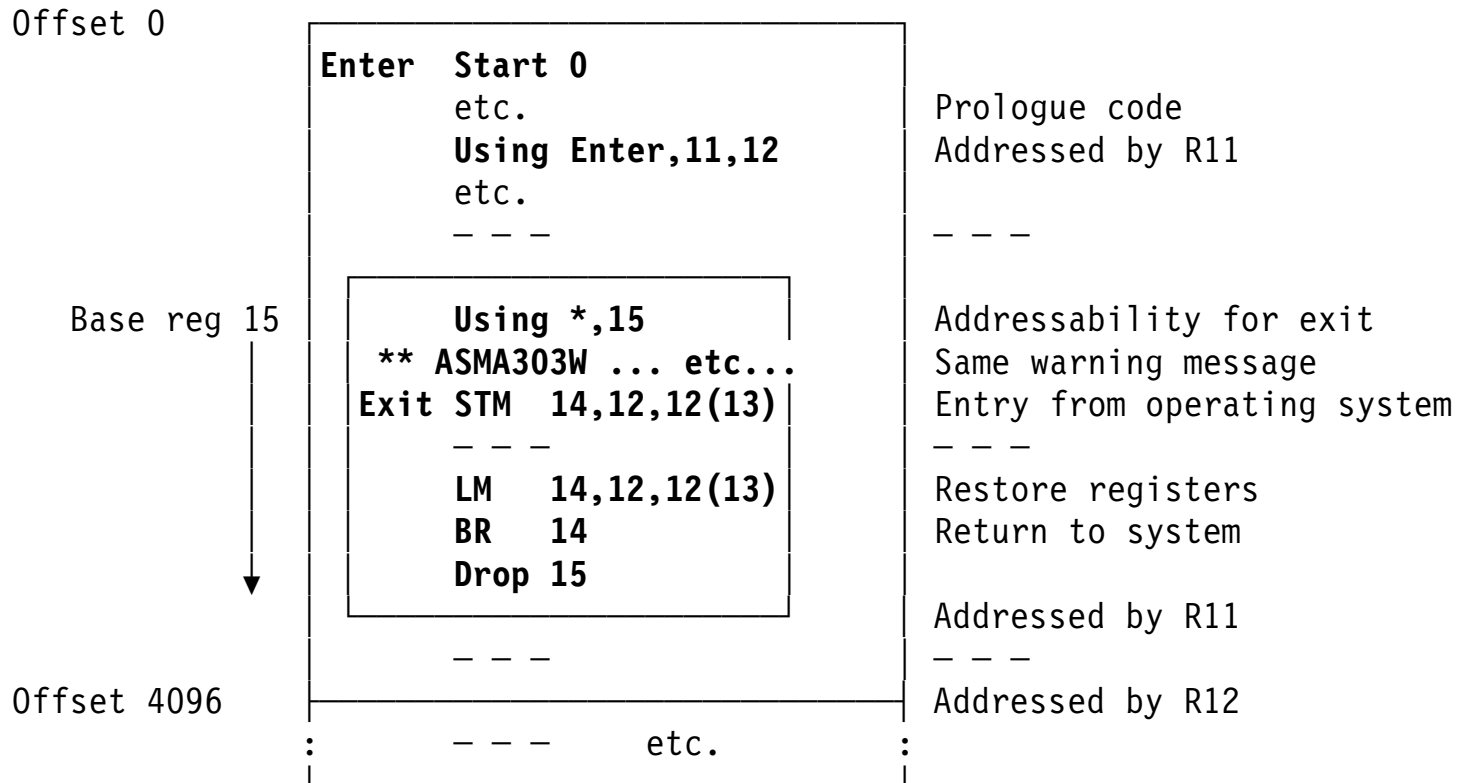 Offset 0
Enter Start 0
etc. Prologue code
Using Enter,11,12 Addressed by R11
etc.
— — — — — —
Base reg 15 Using *,15 Addressability for exit
** ASMA303W ... etc... Same warning message
Exit STM 14,12,12(13) Entry from operating system
— — — — — —
LM 14,12,12(13) Restore registers
BR 14 Return to system
Drop 15
Addressed by R11
— — — — — —
Offset 4096 Addressed by R12
: — — — etc. :